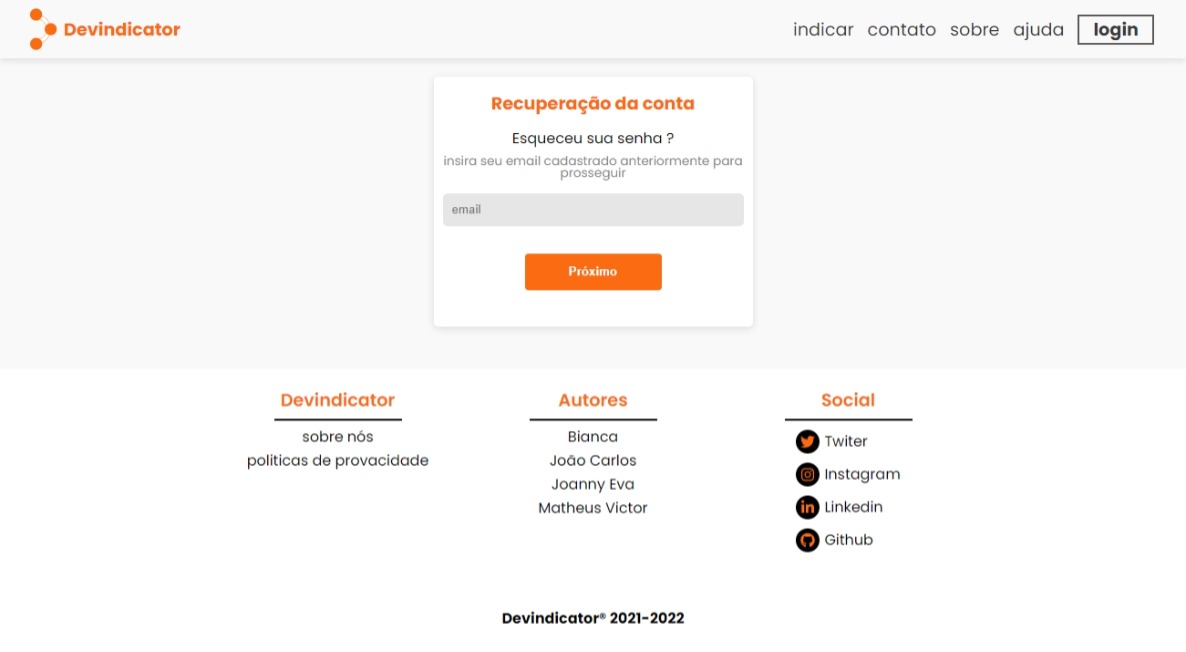 Devindicator
indicar contato sobre ajuda login
Recuperação da conta
Esqueceu sua senha ?
insira seu email cadastrado anteriormente para
prosseguir
email
Próximo
Devindicator
sobre nós
politicas de provacidade
Autores
Bianca
João Carlos
Joanny Eva
Matheus Victor
Social
Twiter
Instagram
Linkedin
Github
Devindicator® 2021-2022